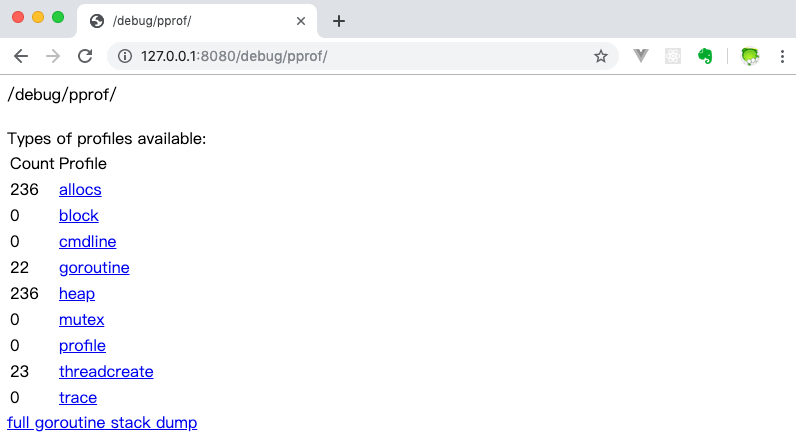 /debug/pprof/
127.0.0.1:8080/debug/pprof/
/debug/pprof/
Types of profiles available:
Count Profile
236 allocs
0 block
0 cmdline
22 goroutine
236 heap
0 mutex
0 profile
23 threadcreate
0 trace
full goroutine stack dump